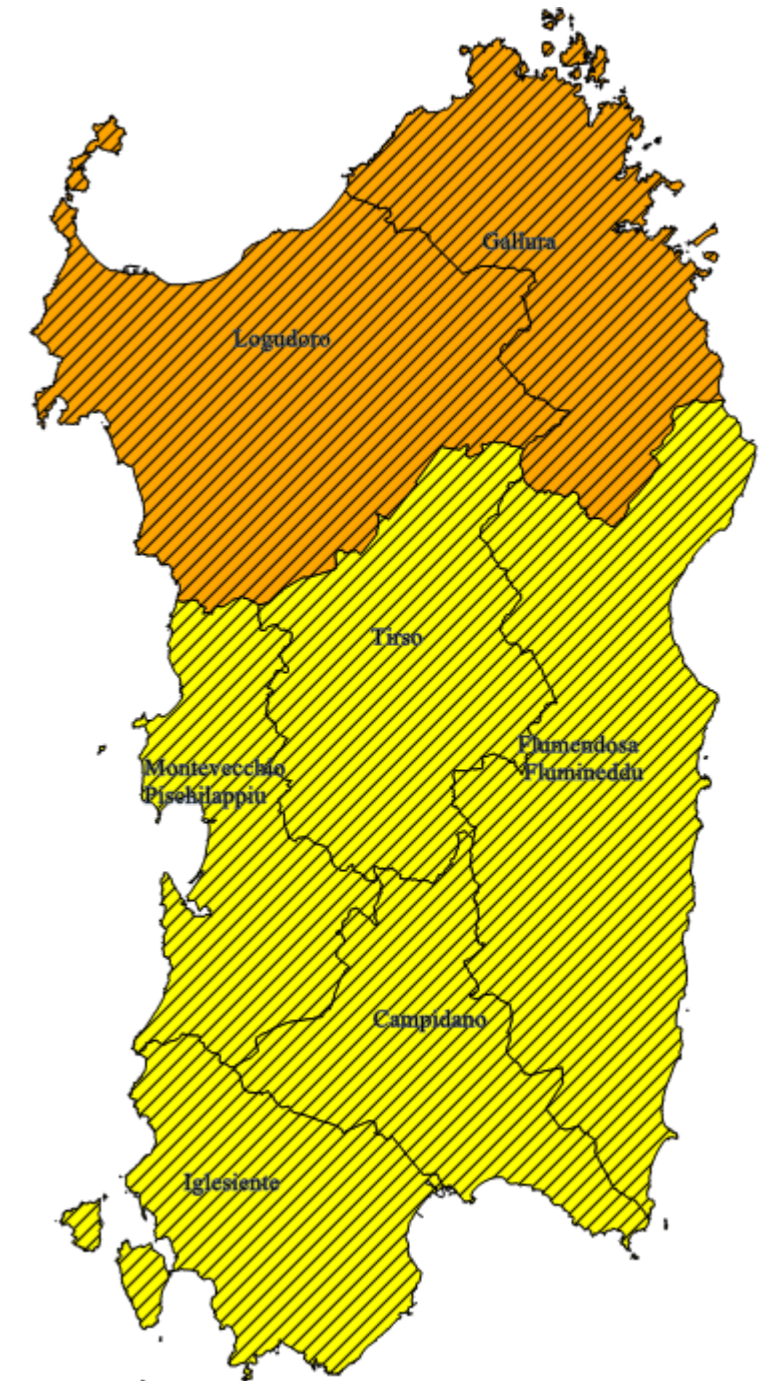 Gallura
Logudoro
Tirso
Flumendosa
Flumineddu
Montevecchio
Pischilappiu
Campidano
Iglesiente